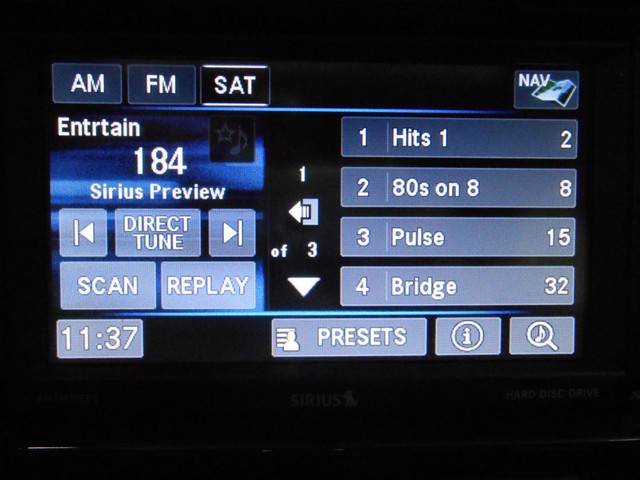 AM FM SAT NAV
Entrtain
184
Sirius Preview
DIRECT
TUNE
SCAN REPLAY
1
of 3
1 Hits 1 2
2 80s on 8 8
3 Pulse 15
4 Bridge 32
11:37 PRESETS i
SIRIUS
HARD DISC DRIVE